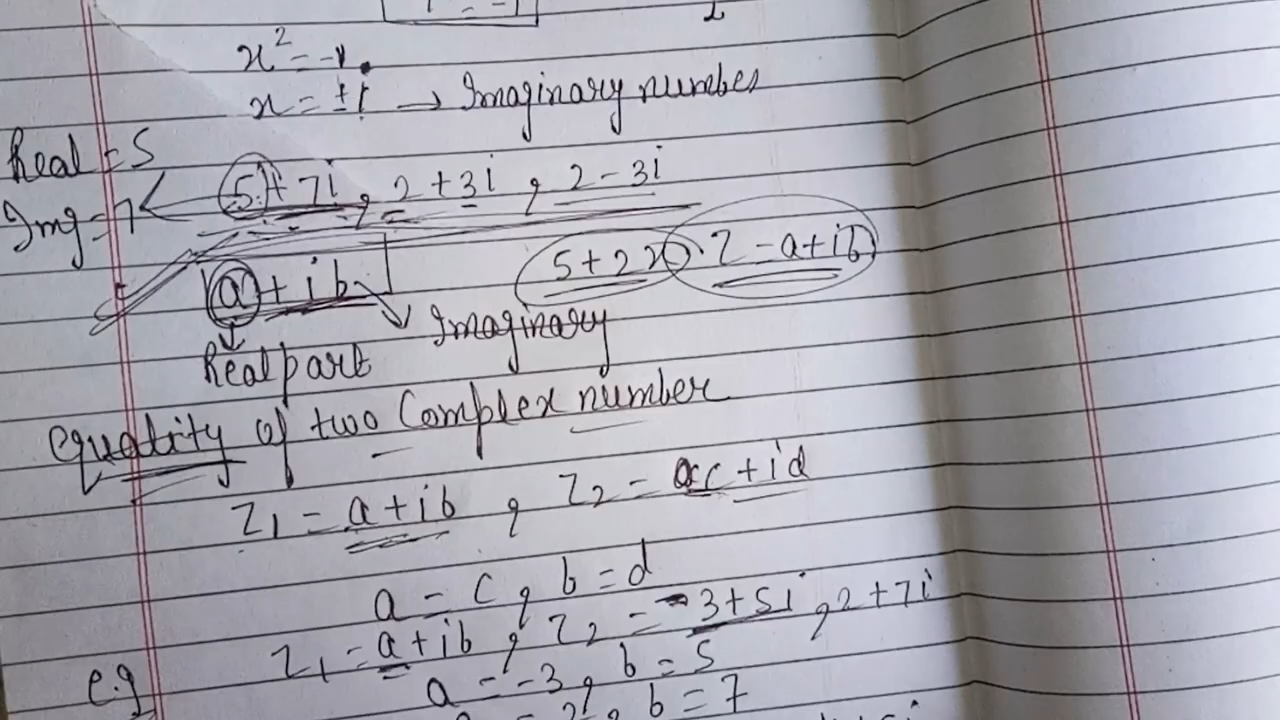 x² = -1
x = ±i → Imaginary number
Real = 5
Img = 7
5 + 7i , 2 + 3i , 2 - 3i
5 + 2x Z = a + ib
a + ib
Imaginary
Real part
Equality of two Complex number
Z₁ = a + ib , Z₂ = c + id
a = c , b = d
e.g Z₁ = a + ib , Z₂ = -3 + 5i , 2 + 7i
a = -3 , b = 5
b = 7